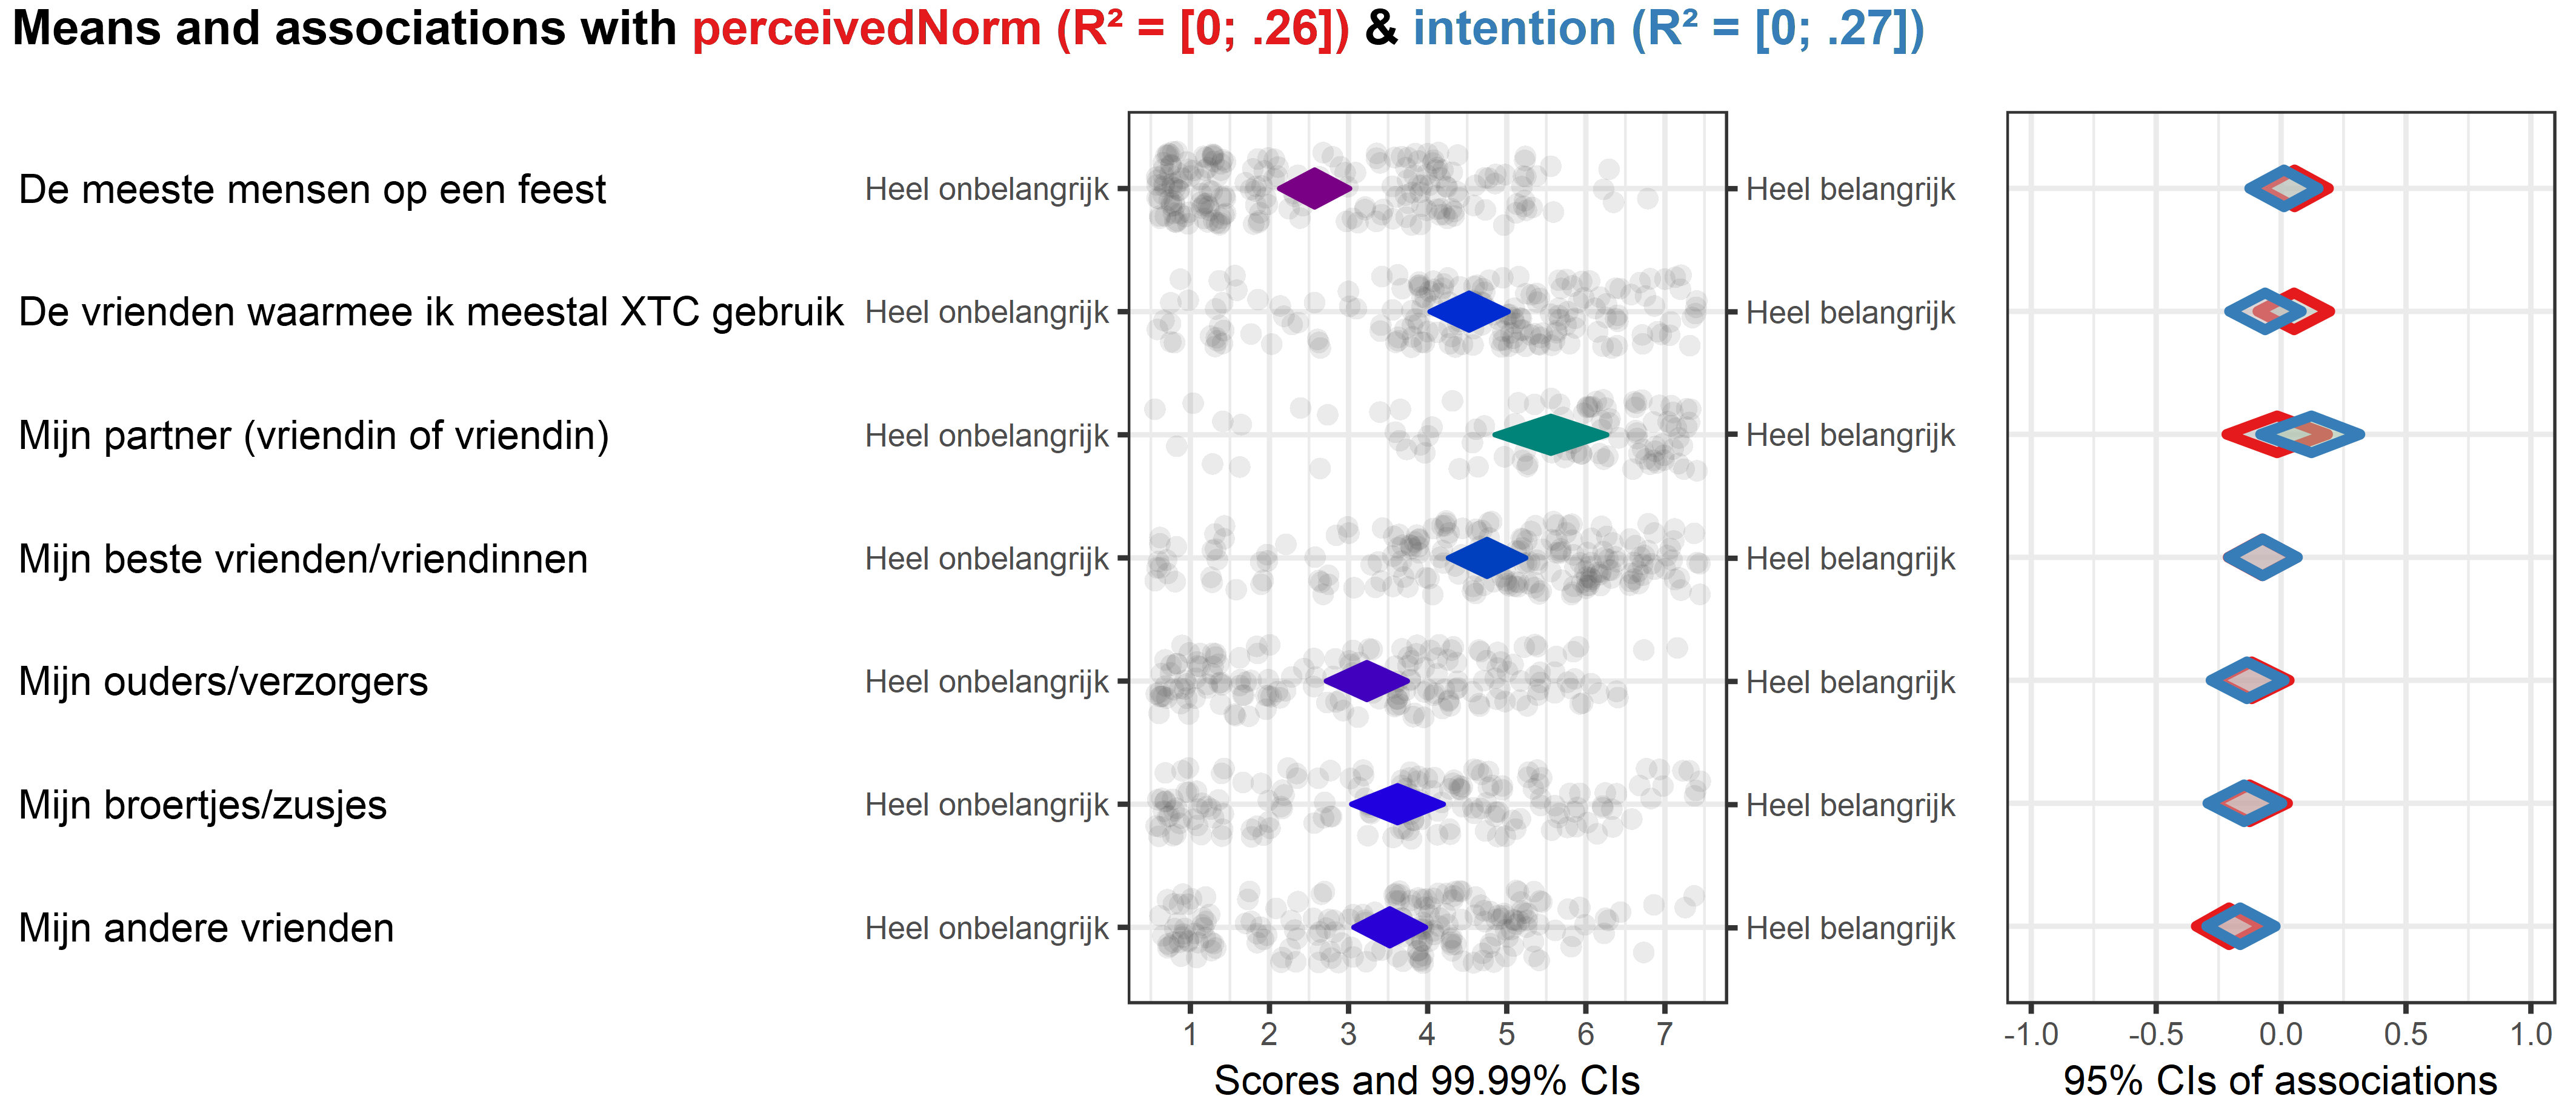 Means and associations with perceivedNorm (R² = [0; .26]) & intention (R² = [0; .27])
De meeste mensen op een feest Heel onbelangrijk Heel belangrijk
De vrienden waarmee ik meestal XTC gebruik Heel onbelangrijk Heel belangrijk
Mijn partner (vriendin of vriendin) Heel onbelangrijk Heel belangrijk
Mijn beste vrienden/vriendinnen Heel onbelangrijk Heel belangrijk
Mijn ouders/verzorgers Heel onbelangrijk Heel belangrijk
Mijn broertjes/zusjes Heel onbelangrijk Heel belangrijk
Mijn andere vrienden Heel onbelangrijk Heel belangrijk
1 2 3 4 5 6 7 -1.0 -0.5 0.0 0.5 1.0
Scores and 99.99% CIs 95% CIs of associations